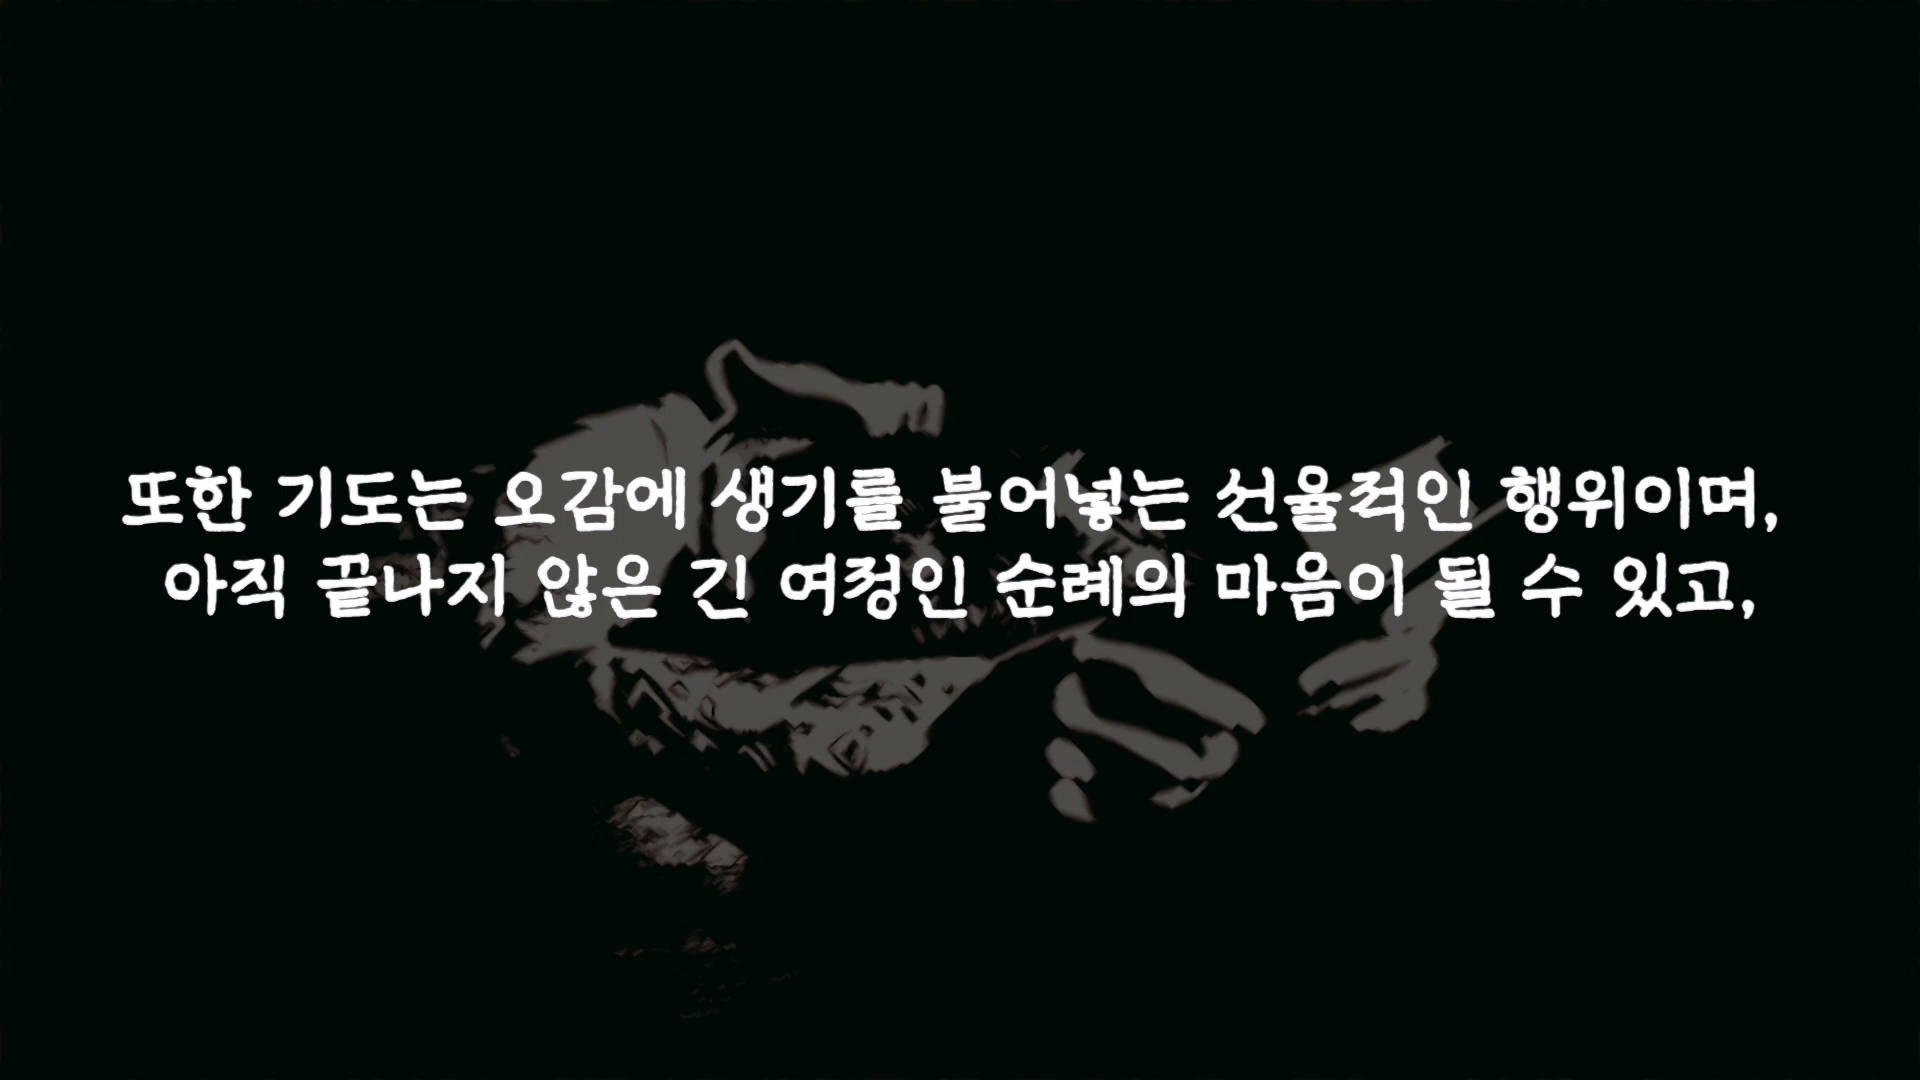 또한 기도는 오감에 생기를 불어넣는 선율적인 행위이며,
아직 끝나지 않은 긴 여정인 순례의 마음이 될 수 있고,